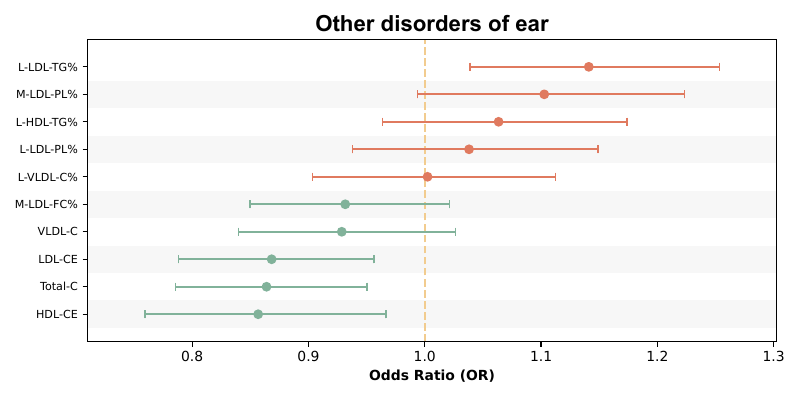 Other disorders of ear
L-LDL-TG%
M-LDL-PL%
L-HDL-TG%
L-LDL-PL%
L-VLDL-C%
M-LDL-FC%
VLDL-C
LDL-CE
Total-C
HDL-CE
0.8 0.9 1.0 1.1 1.2 1.3
Odds Ratio (OR)